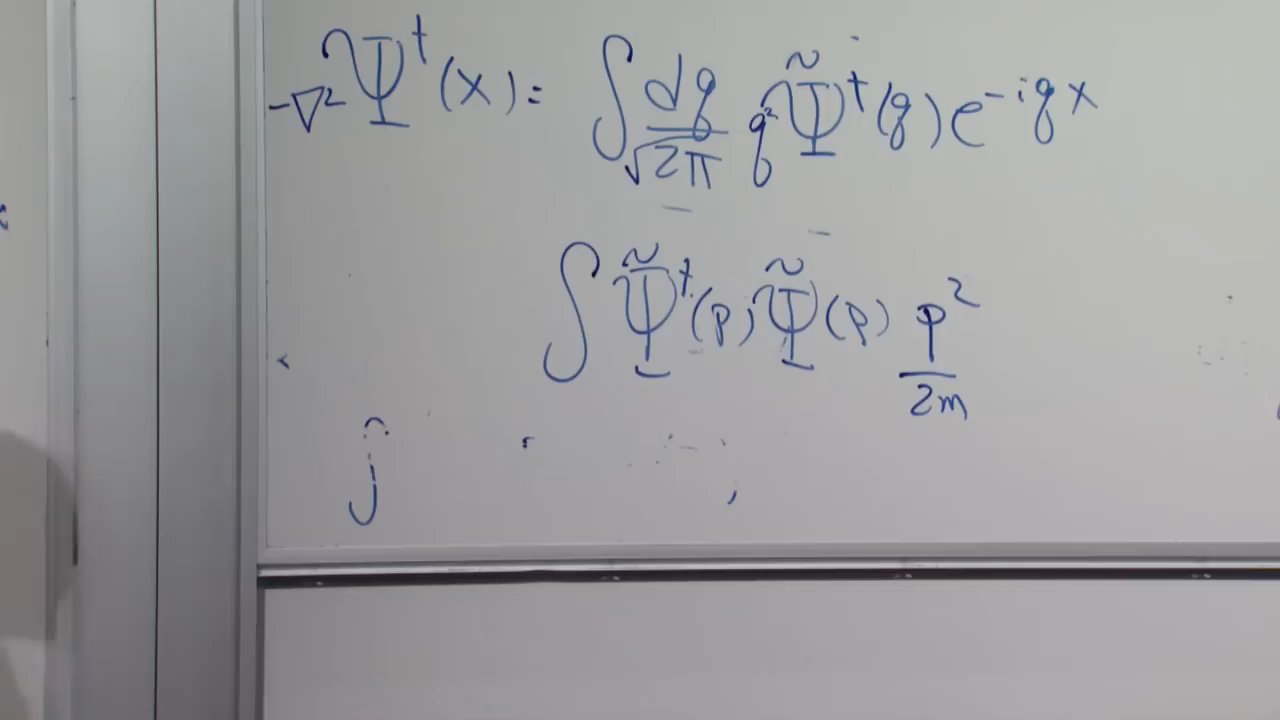 -∇²Ψ†(x) = ∫ dq/√2π q² Ψ̃†(q) e^{-iqx}
∫ Ψ̃†(p) Ψ̃(p) p²/2m
∫